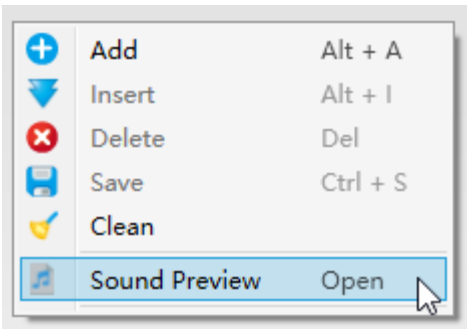 Add Alt + A
Insert Alt + I
Delete Del
Save Ctrl + S
Clean
Sound Preview Open